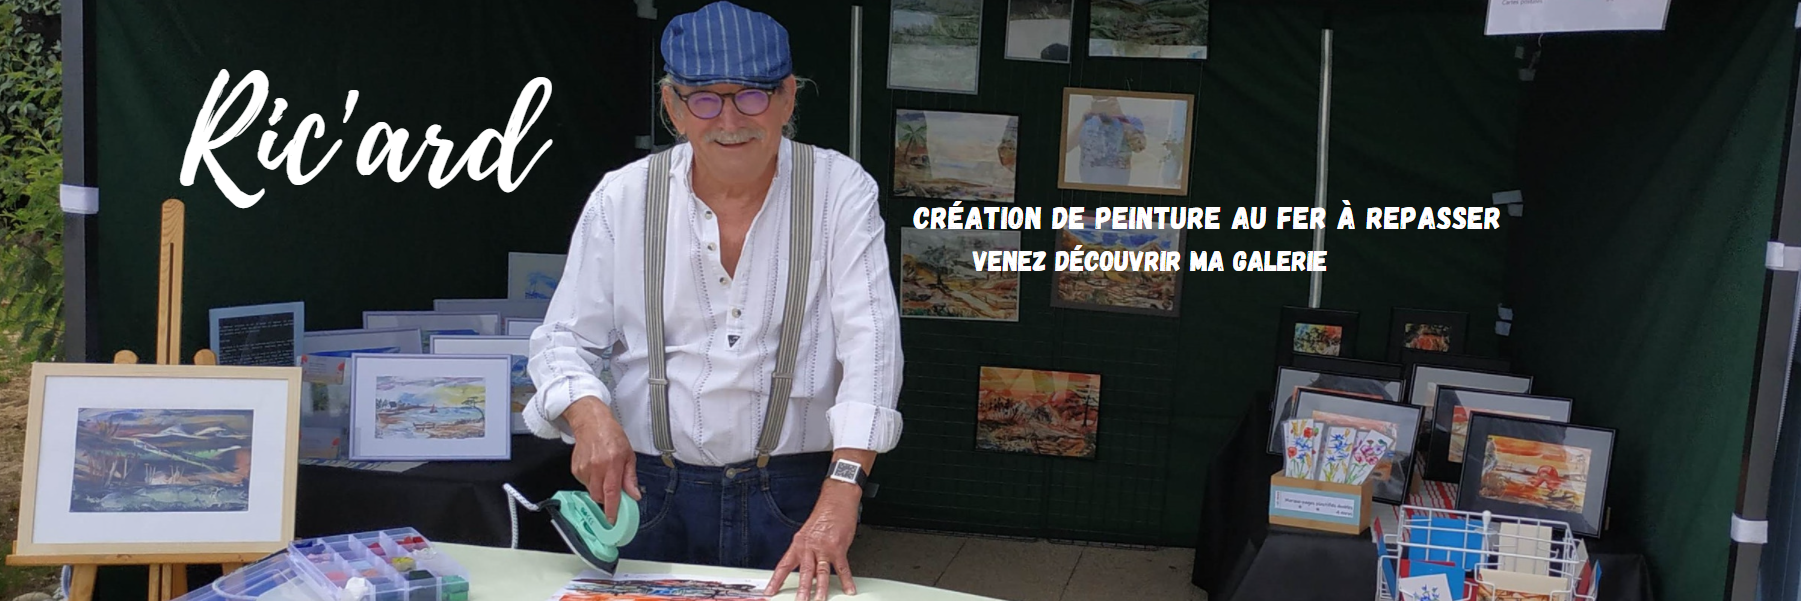 Ric'ard
CRÉATION DE PEINTURE AU FER À REPASSER
VENEZ DÉCOUVRIR MA GALERIE